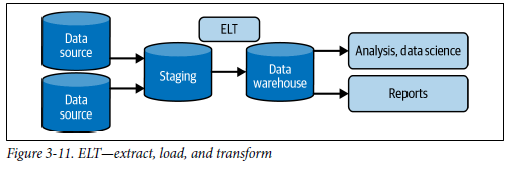 Data
source
Data
source
Staging
ELT
Data
warehouse
Analysis, data science
Reports
Figure 3-11. ELT—extract, load, and transform